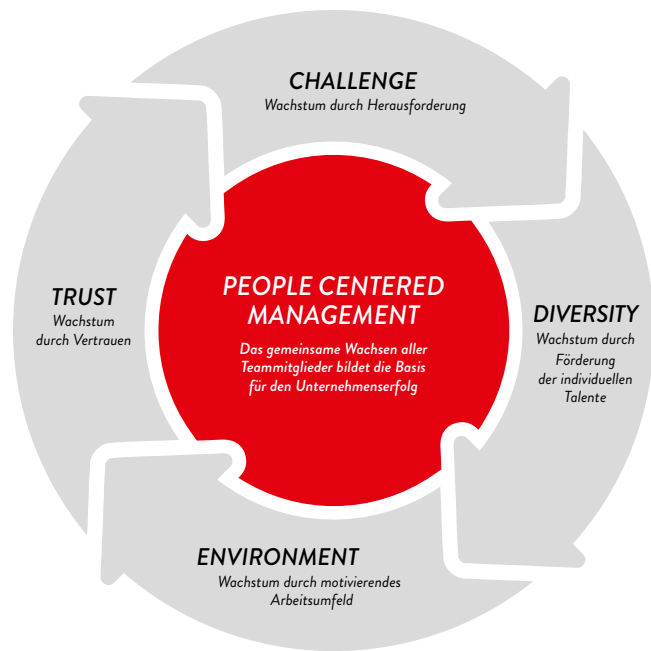 CHALLENGE
Wachstum durch Herausforderung
PEOPLE CENTERED
MANAGEMENT
Das gemeinsame Wachsen aller
Teammitglieder bildet die Basis
für den Unternehmenserfolg
TRUST
Wachstum
durch Vertrauen
DIVERSITY
Wachstum durch
Förderung
der individuellen
Talente
ENVIRONMENT
Wachstum durch motivierendes
Arbeitsumfeld